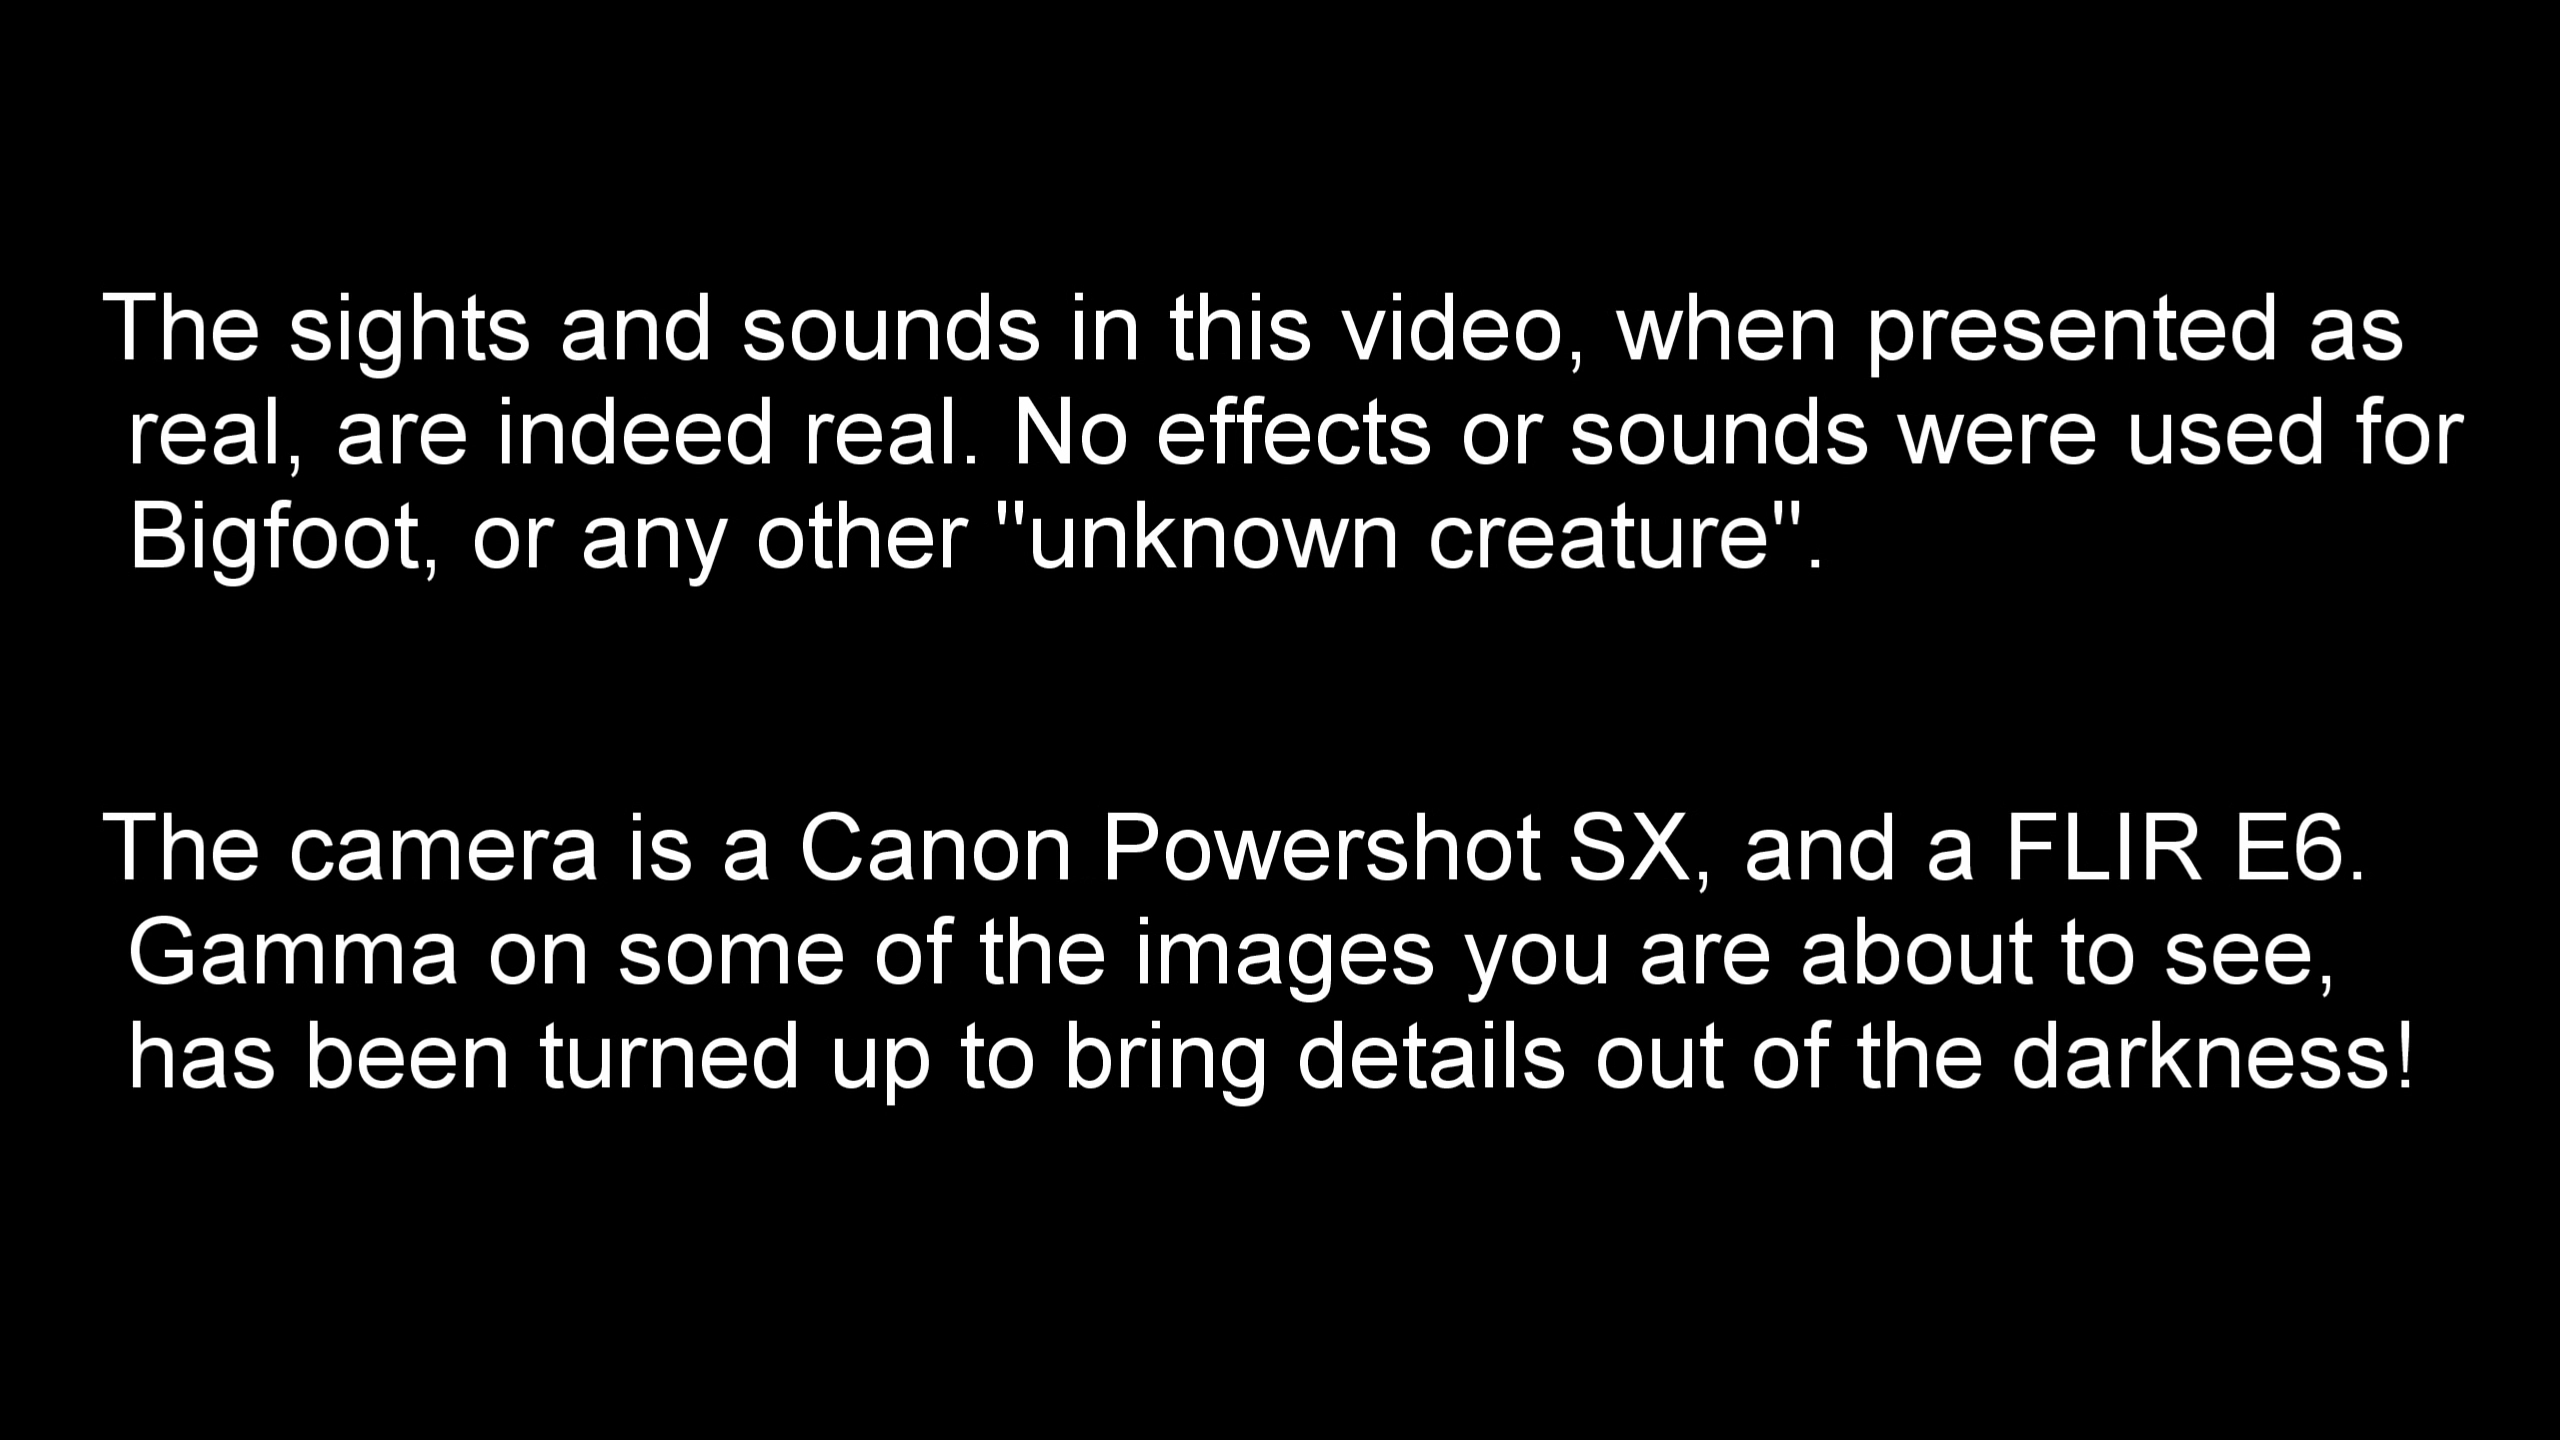 The sights and sounds in this video, when presented as
real, are indeed real. No effects or sounds were used for
Bigfoot, or any other "unknown creature".
The camera is a Canon Powershot SX, and a FLIR E6.
Gamma on some of the images you are about to see,
has been turned up to bring details out of the darkness!